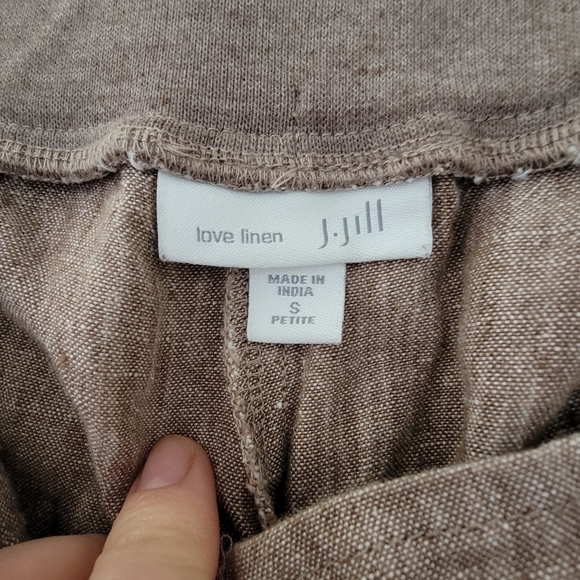 love linen J.Jill
MADE IN
INDIA
S
PETITE